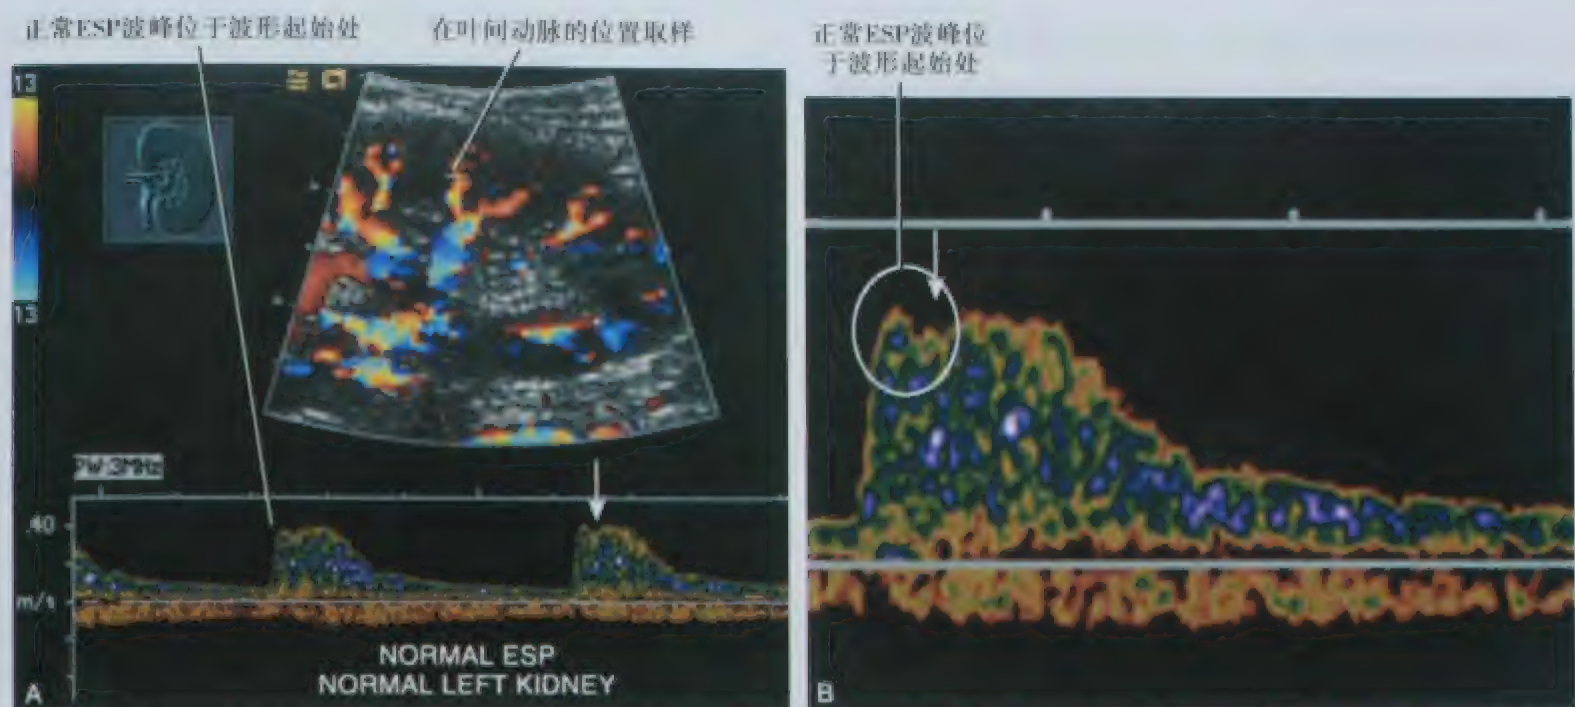 正常ESP波峰位于波形起始处
在叶间动脉的位置取样
正常ESP波峰位
于波形起始处
13
13
PW:3MHz
.40
m/s
NORMAL ESP
NORMAL LEFT KIDNEY
A
B